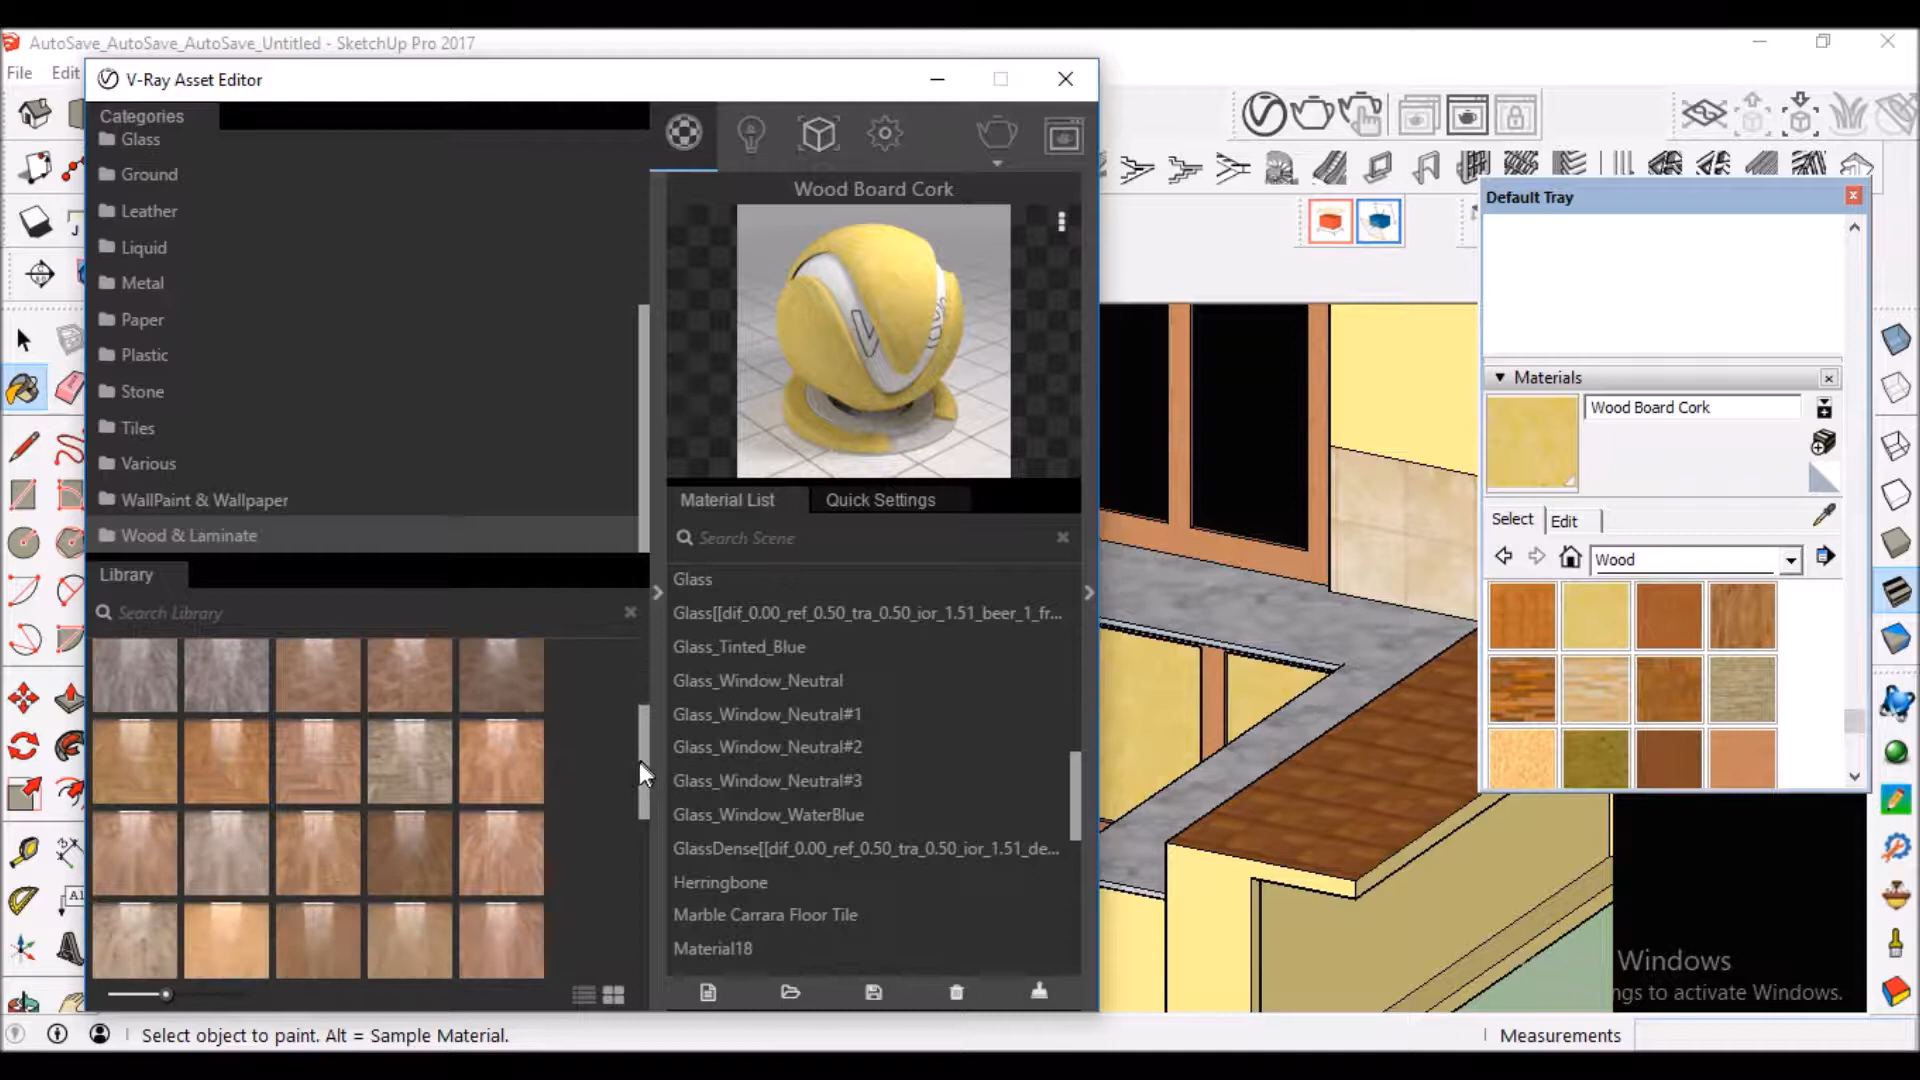 AutoSave_AutoSave_AutoSave_Untitled - SketchUp Pro 2017
File Edit
V-Ray Asset Editor
Categories
Glass
Ground
Leather
Liquid
Metal
Paper
Plastic
Stone
Tiles
Various
WallPaint & Wallpaper
Wood & Laminate
Library
Search Library
Wood Board Cork
Material List
Quick Settings
Search Scene
Glass
Glass[[dif_0.00_ref_0.50_tra_0.50_ior_1.51_beer_1_fr...
Glass_Tinted_Blue
Glass_Window_Neutral
Glass_Window_Neutral#1
Glass_Window_Neutral#2
Glass_Window_Neutral#3
Glass_Window_WaterBlue
GlassDense[[dif_0.00_ref_0.50_tra_0.50_ior_1.51_de...
Herringbone
Marble Carrara Floor Tile
Material18
Default Tray
Materials
Wood Board Cork
Select
Edit
Wood
Windows
ngs to activate Windows.
Select object to paint. Alt = Sample Material.
Measurements